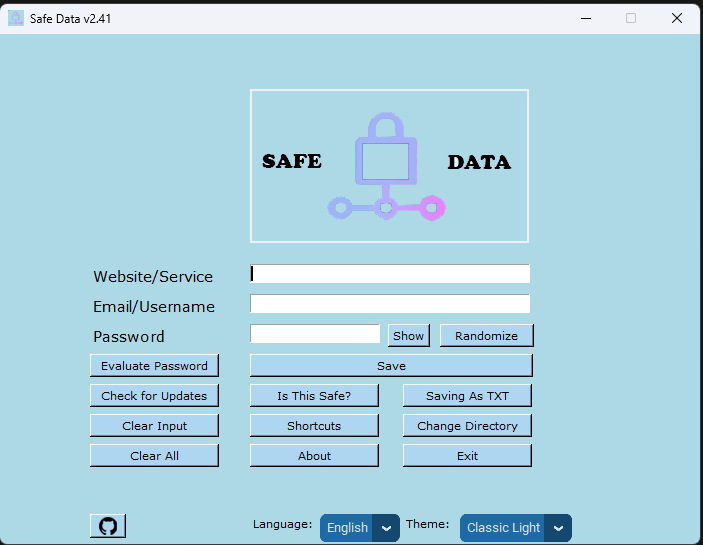 Safe Data v2.41
SAFE DATA
Website/Service
Email/Username
Password Show Randomize
Evaluate Password Save
Check for Updates Is This Safe? Saving As TXT
Clear Input Shortcuts Change Directory
Clear All About Exit
Language: English Theme: Classic Light